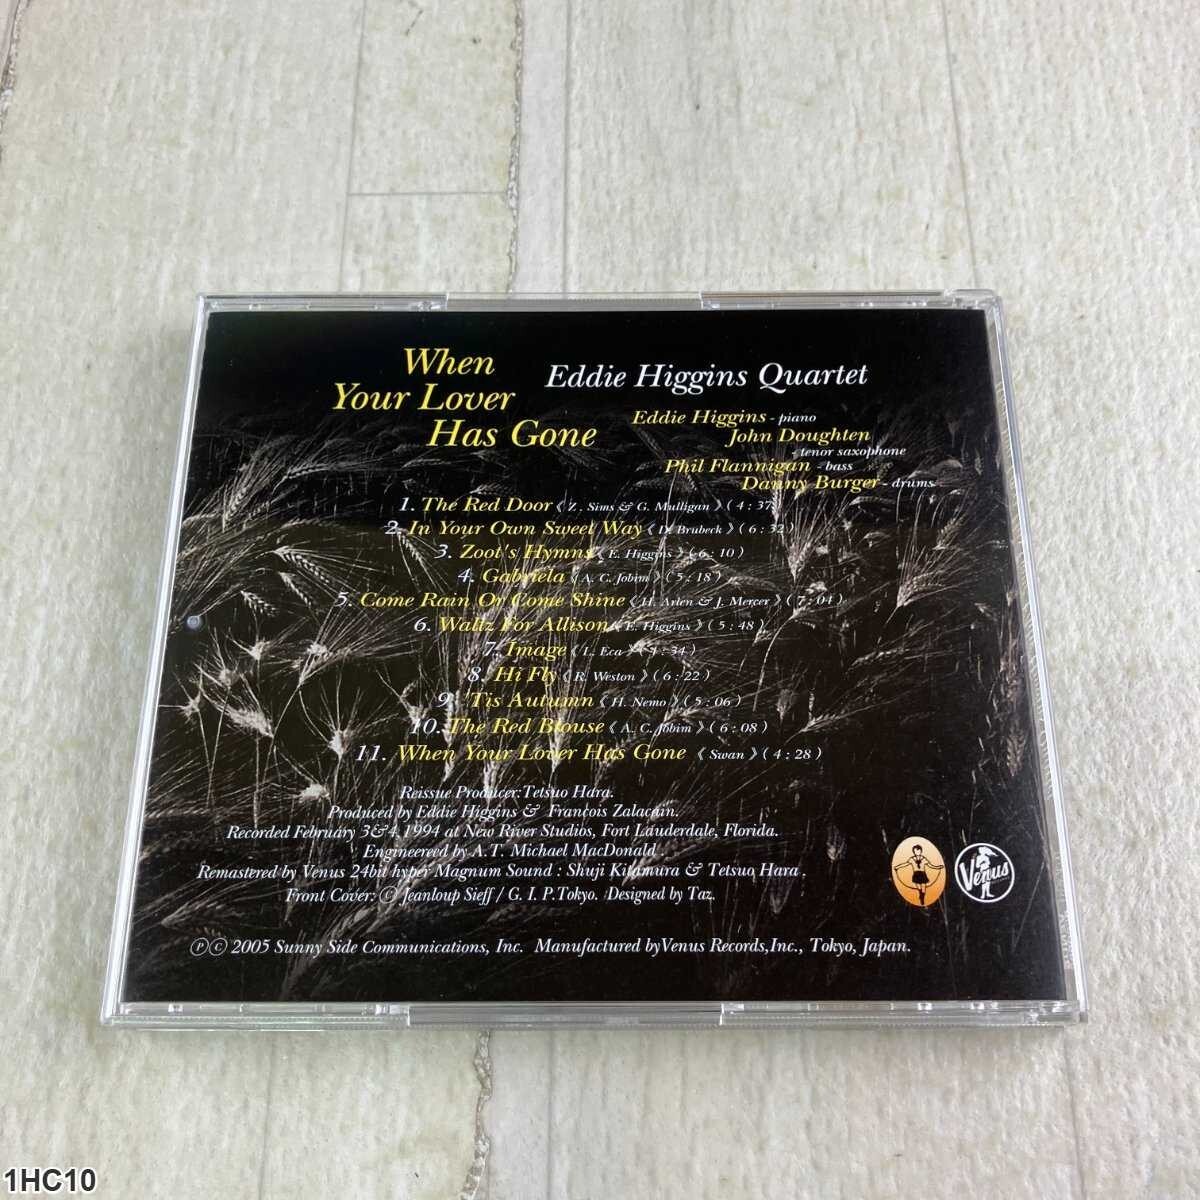 When
Your Lover
Has Gone
Eddie Higgins Quartet
Eddie Higgins - piano
John Doughten
- tenor saxophone
Phil Flannigan - bass
Danny Burger - drums
1. The Red Door《 Z. Sims & G. Mulligan 》( 4 : 37
2. In Your Own Sweet Way《 D. Brubeck 》( 6 : 32 )
3. Zoot's Hymns《 E. Higgins 》( 6 : 10 )
4. Gabriela《 A. C. Jobim 》( 5 : 18 )
5. Come Rain Or Come Shine《 H. Arlen & J. Mercer 》( 7 : 04 )
6. Waltz For Allison《 E. Higgins 》( 5 : 48 )
7. Image《 L. Eca 》( : 34 )
8. Hi Fly《 R. Weston 》( 6 : 22 )
9. 'Tis Autumn《 H. Nemo 》( 5 : 06 )
10. The Red Blouse《 A. C. Jobim 》( 6 : 08 )
11. When Your Lover Has Gone《 Swan 》( 4 : 28 )
Reissue Producer:Tetsuo Hara.
Produced by Eddie Higgins & François Zalacain.
Recorded February 3&4,1994 at New River Studios, Fort Lauderdale, Florida.
Engineereed by A.T. Michael MacDonald .
Remastered by Venus 24bit hyper Magnum Sound : Shuji Kitamura & Tetsuo Hara .
Front Cover: © Jeanloup Sieff / G. I. P.Tokyo. Designed by Taz.
Venus
℗© 2005 Sunny Side Communications, Inc. Manufactured byVenus Records,Inc., Tokyo, Japan.
1HC10